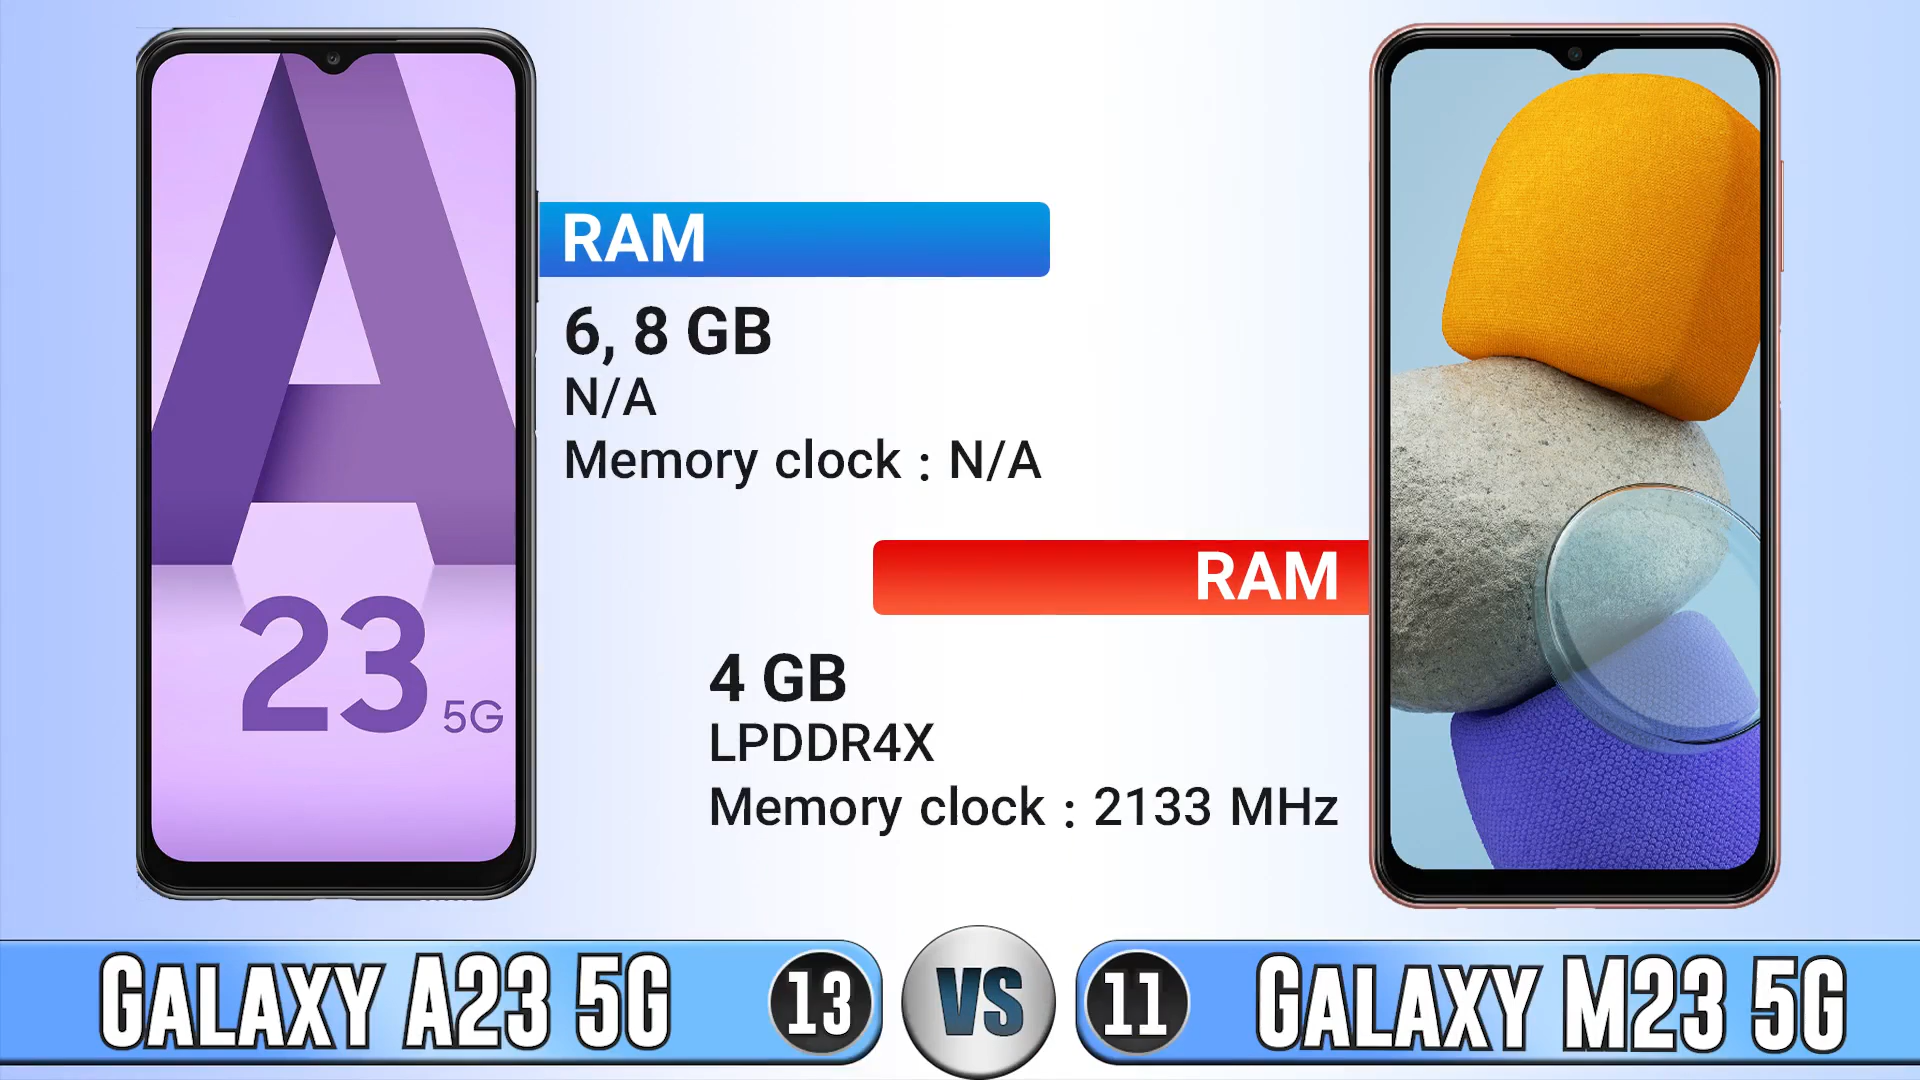 A
23 5G
RAM
6, 8 GB
N/A
Memory clock : N/A
RAM
4 GB
LPDDR4X
Memory clock : 2133 MHz
GALAXY A23 5G 13 VS 11 GALAXY M23 5G